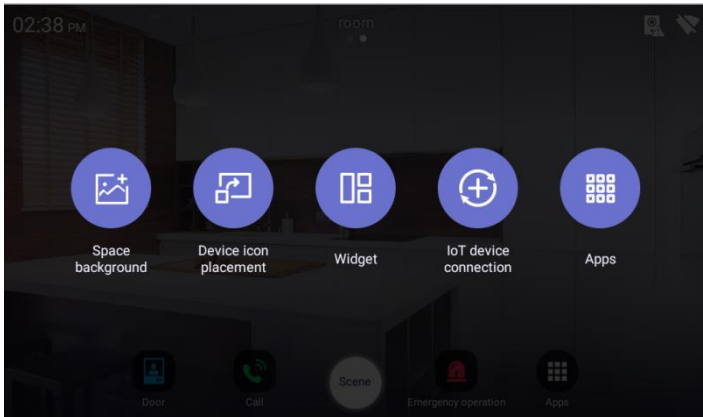 02:38 PM
room
Space
background
Device icon
placement
Widget
IoT device
connection
Apps
Door
Call
Scene
Emergency operation
Apps